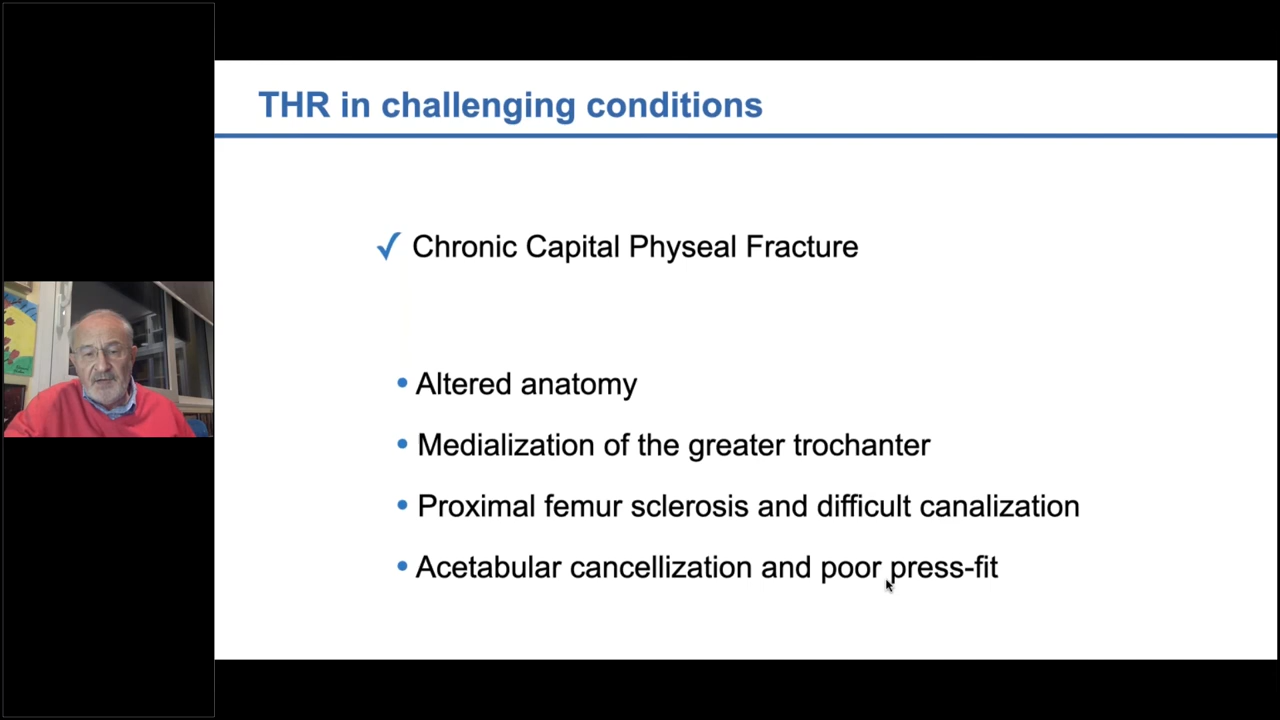 THR in challenging conditions
✓ Chronic Capital Physeal Fracture
• Altered anatomy
• Medialization of the greater trochanter
• Proximal femur sclerosis and difficult canalization
• Acetabular cancellization and poor press-fit